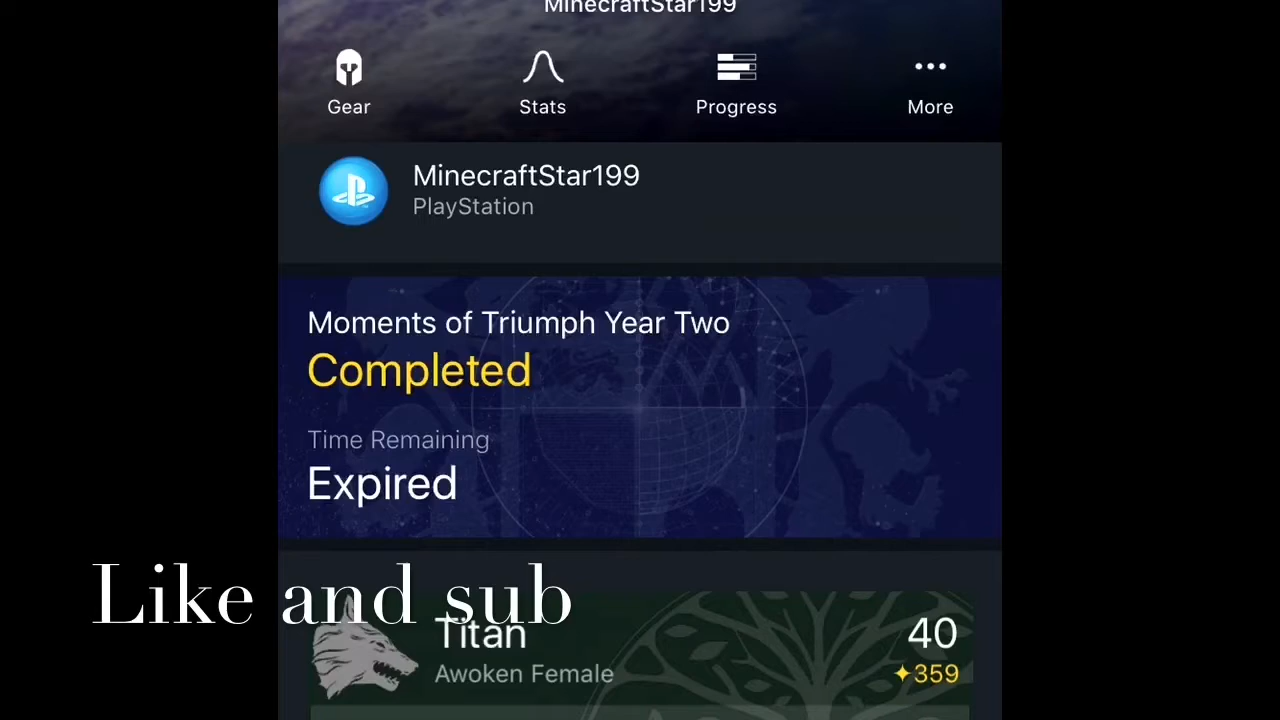 MinecraftStar199
Gear Stats Progress More
MinecraftStar199
PlayStation
Moments of Triumph Year Two
Completed
Time Remaining
Expired
Like and sub
Titan 40
Awoken Female ✦359